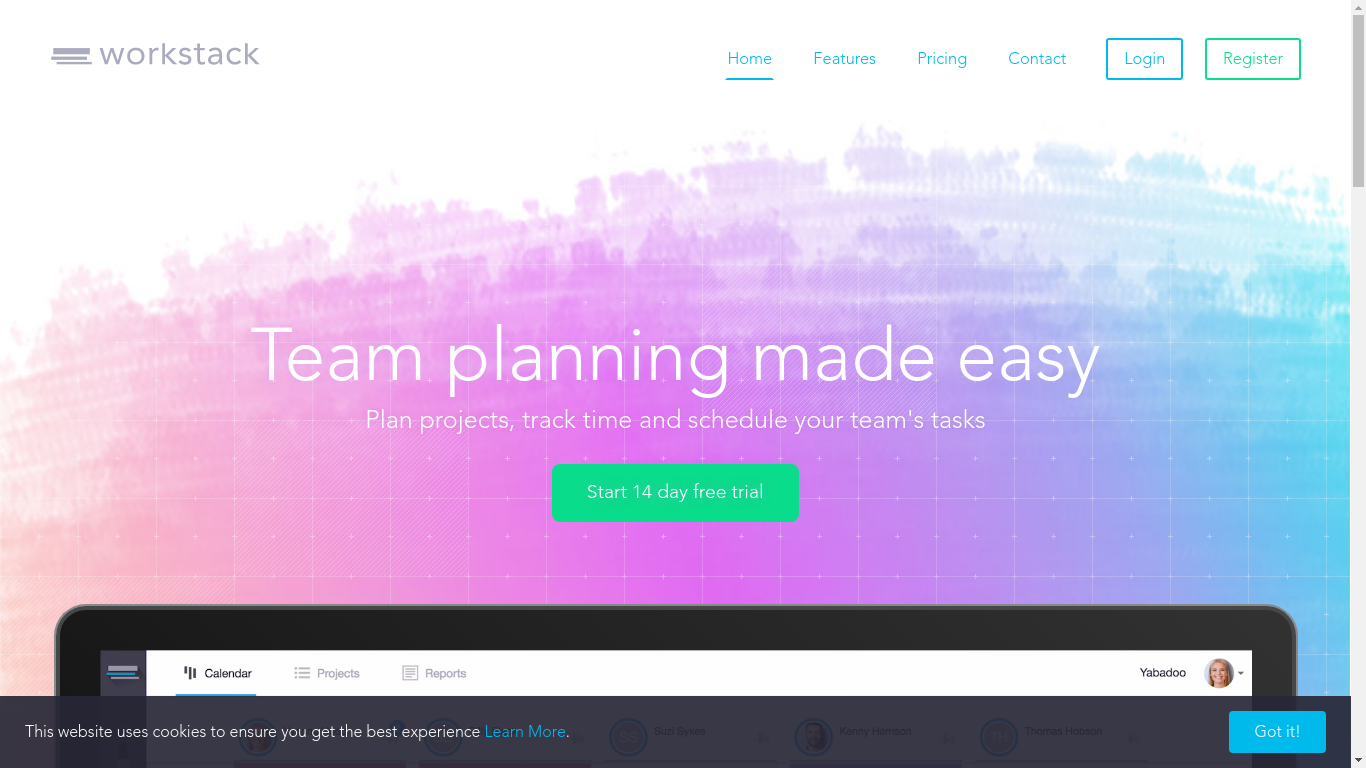 workstack
Home
Features
Pricing
Contact
Login
Register
Team planning made easy
Plan projects, track time and schedule your team's tasks
Start 14 day free trial
Calendar
Projects
Reports
Yabadoo
Suzi Sykes
Kenny Harrison
Thomas Hobson
This website uses cookies to ensure you get the best experience Learn More.
Got it!